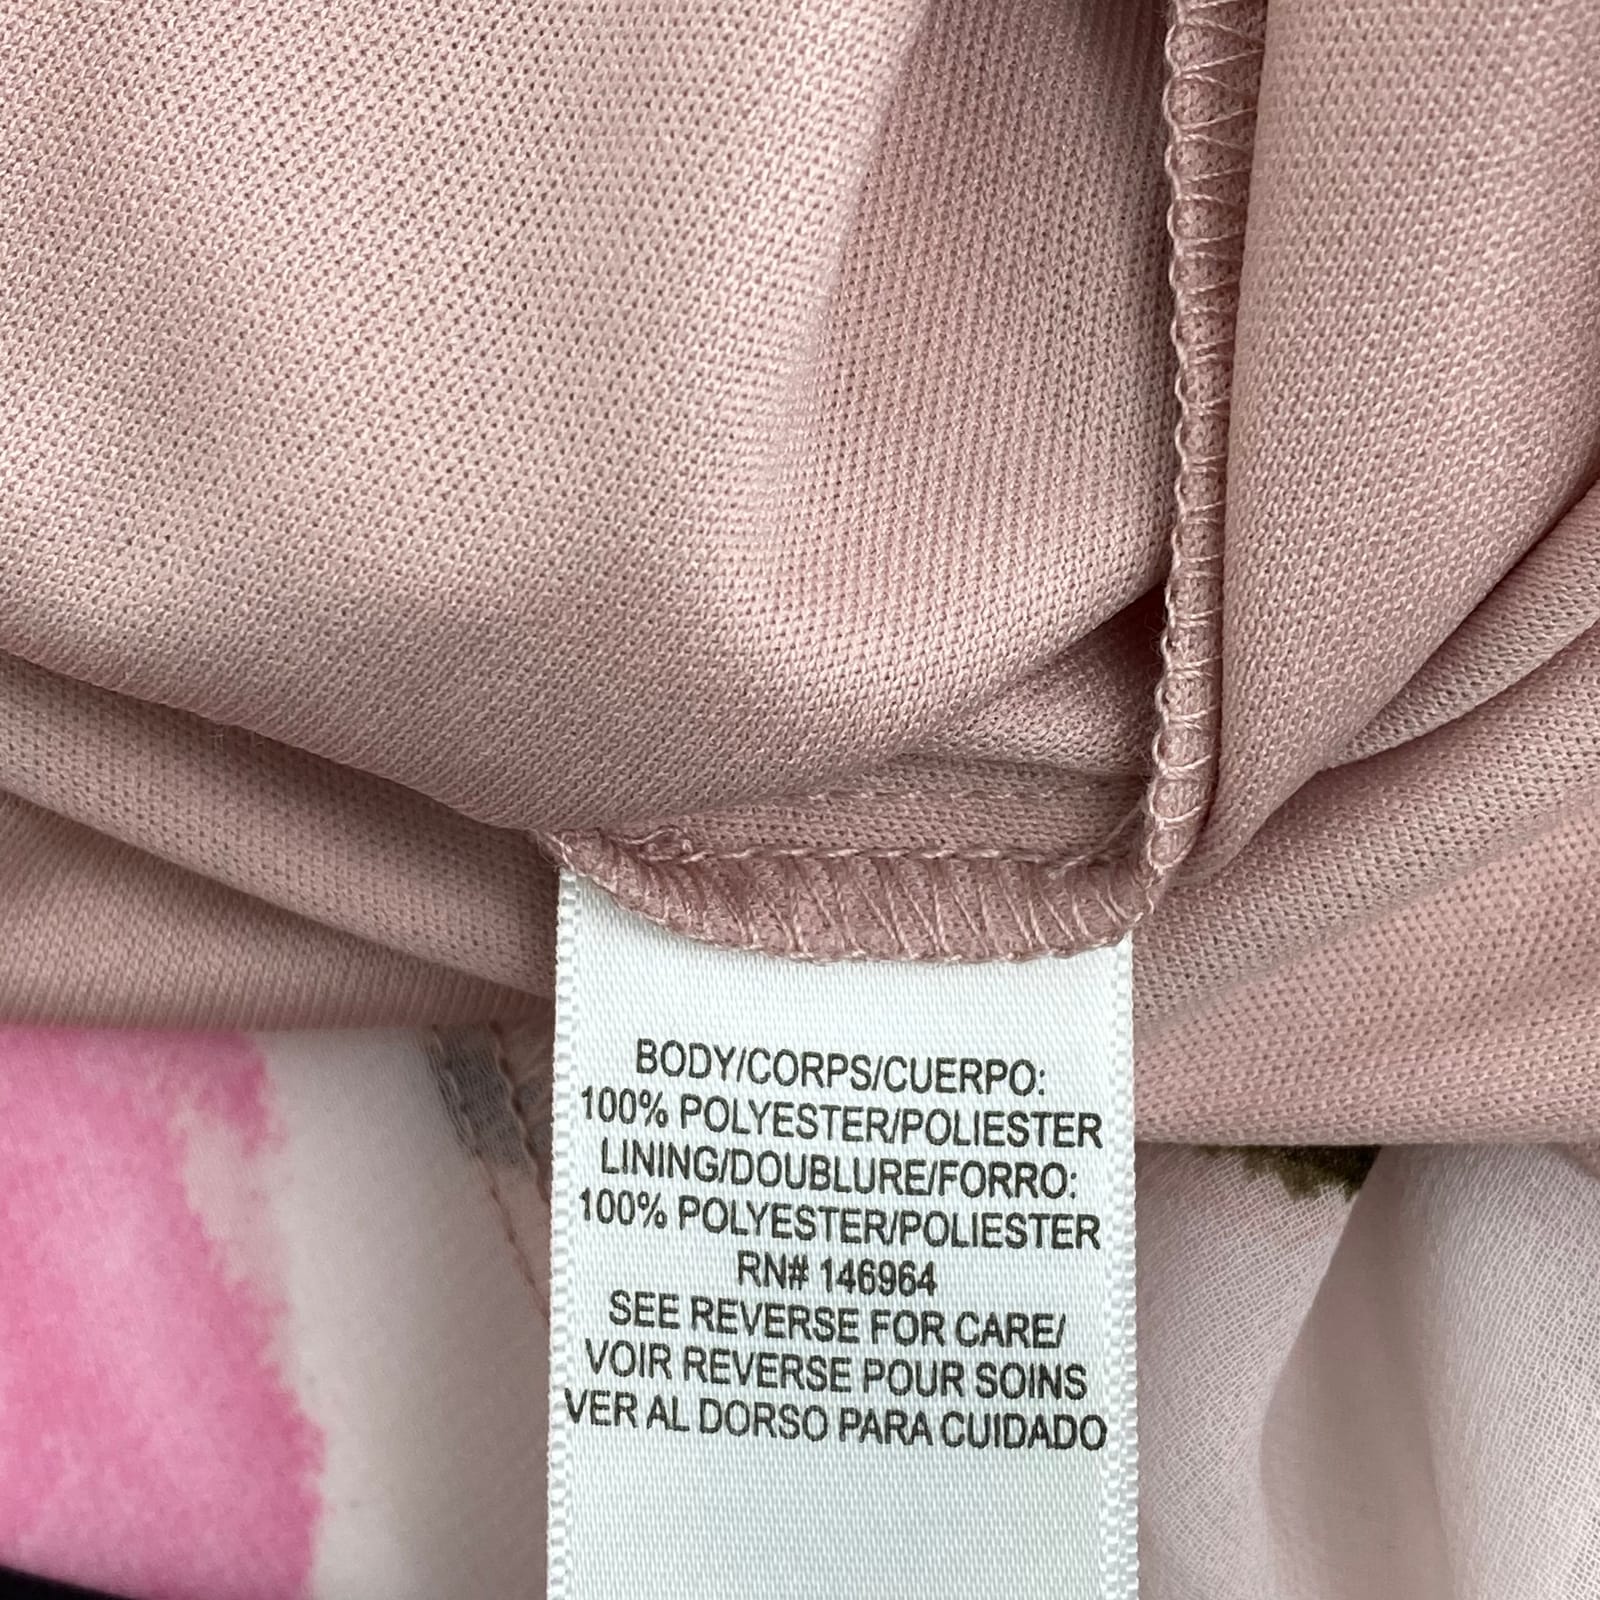 BODY/CORPS/CUERPO:
100% POLYESTER/POLIESTER
LINING/DOUBLURE/FORRO:
100% POLYESTER/POLIESTER
RN# 146964
SEE REVERSE FOR CARE/
VOIR REVERSE POUR SOINS
VER AL DORSO PARA CUIDADO